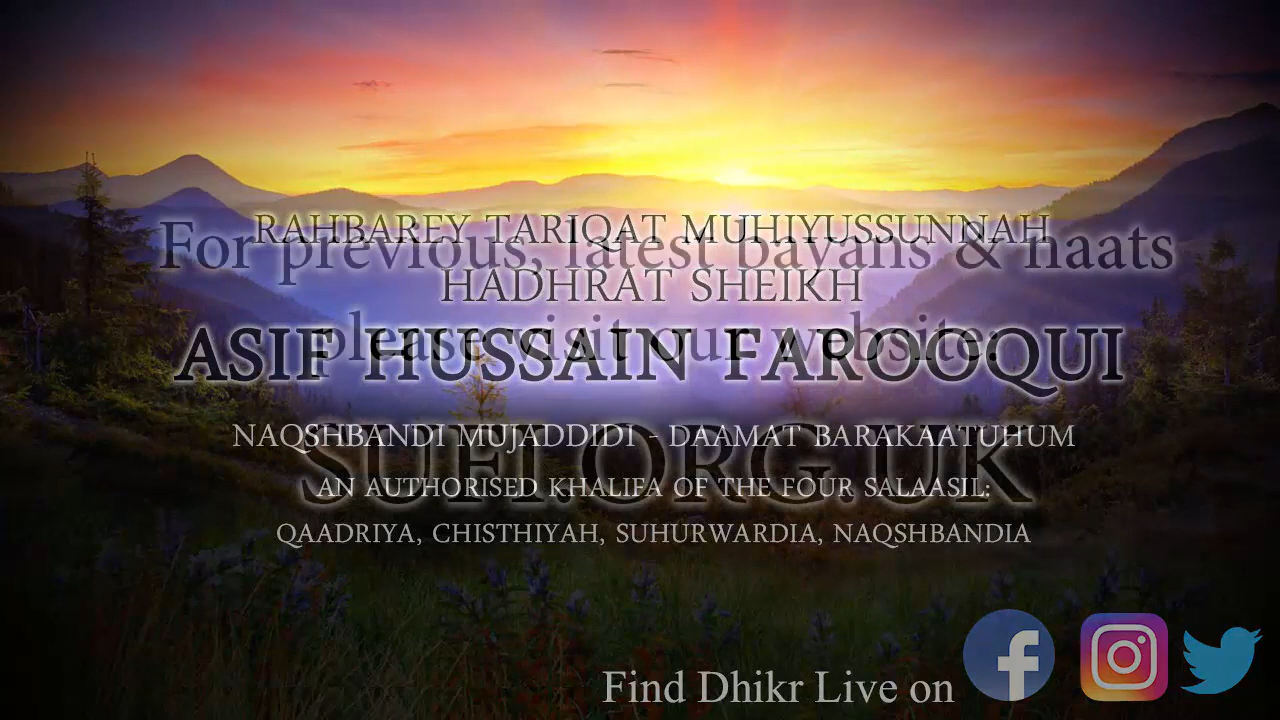 RAHBAREY TARIQAT MUHIYUSSUNNAH
For previous, latest bayans & naats
HADHRAT SHEIKH
please visit our website:
ASIF HUSSAIN FAROOQUI
NAQSHBANDI MUJADDIDI - DAAMAT BARAKAATUHUM
SUFI.ORG.UK
AN AUTHORISED KHALIFA OF THE FOUR SALAASIL:
QAADRIYA, CHISTHIYAH, SUHURWARDIA, NAQSHBANDIA
Find Dhikr Live on